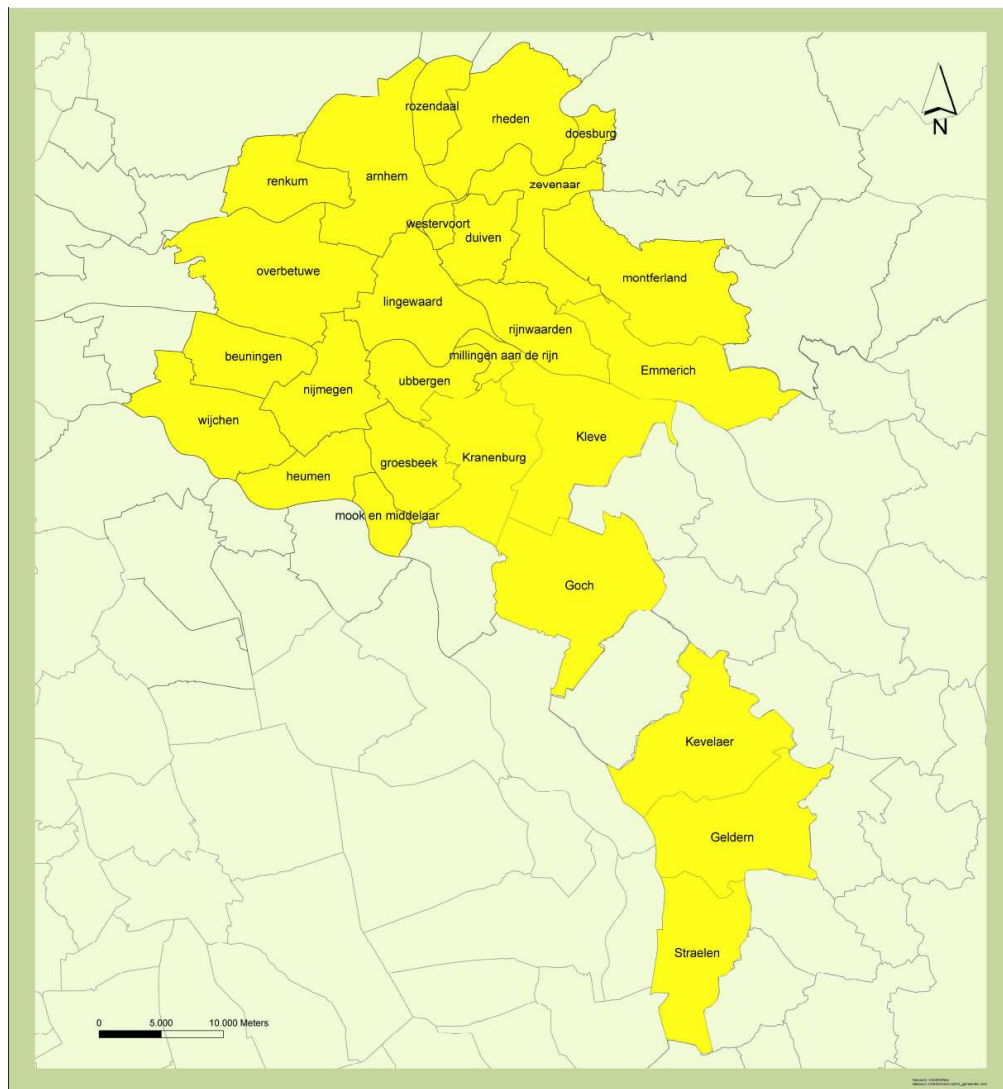 rozendaal
rheden
doesburg
N
renkum
arnhem
zevenaar
westervoort
duiven
overbetuwe
montferland
lingewaard
rijnwaarden
beuningen
millingen aan de rijn
Emmerich
ubbergen
nijmegen
wijchen
Kleve
Kranenburg
groesbeek
heumen
mook en middelaar
Goch
Kevelaer
Geldern
Straelen
0 5.000 10.000 Meters